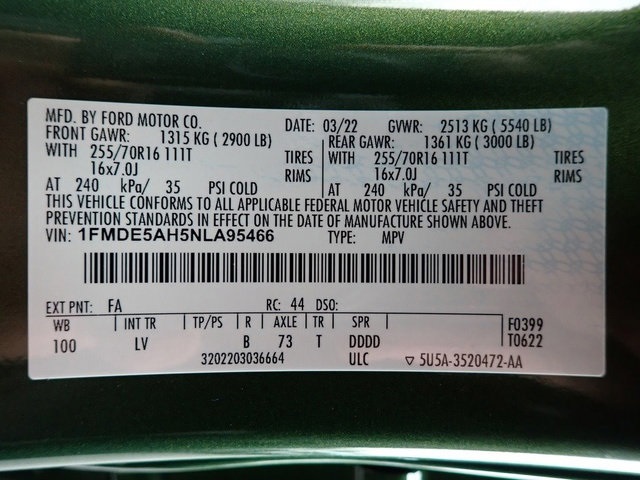 MFD. BY FORD MOTOR CO.
DATE: 03/22 GVWR: 2513 KG ( 5540 LB)
FRONT GAWR: 1315 KG ( 2900 LB) REAR GAWR: 1361 KG ( 3000 LB)
WITH 255/70R16 111T TIRES WITH 255/70R16 111T TIRES
16x7.0J RIMS 16x7.0J RIMS
AT 240 kPa/ 35 PSI COLD AT 240 kPa/ 35 PSI COLD
THIS VEHICLE CONFORMS TO ALL APPLICABLE FEDERAL MOTOR VEHICLE SAFETY AND THEFT
PREVENTION STANDARDS IN EFFECT ON THE DATE OF MANUFACTURE SHOWN ABOVE.
VIN: 1FMDE5AH5NLA95466 TYPE: MPV
EXT PNT: FA RC: 44 DSO:
WB INT TR TP/PS R AXLE TR SPR F0399
100 LV B 73 T DDDD T0622
3202203036664 ULC ▽ 5U5A-3520472-AA